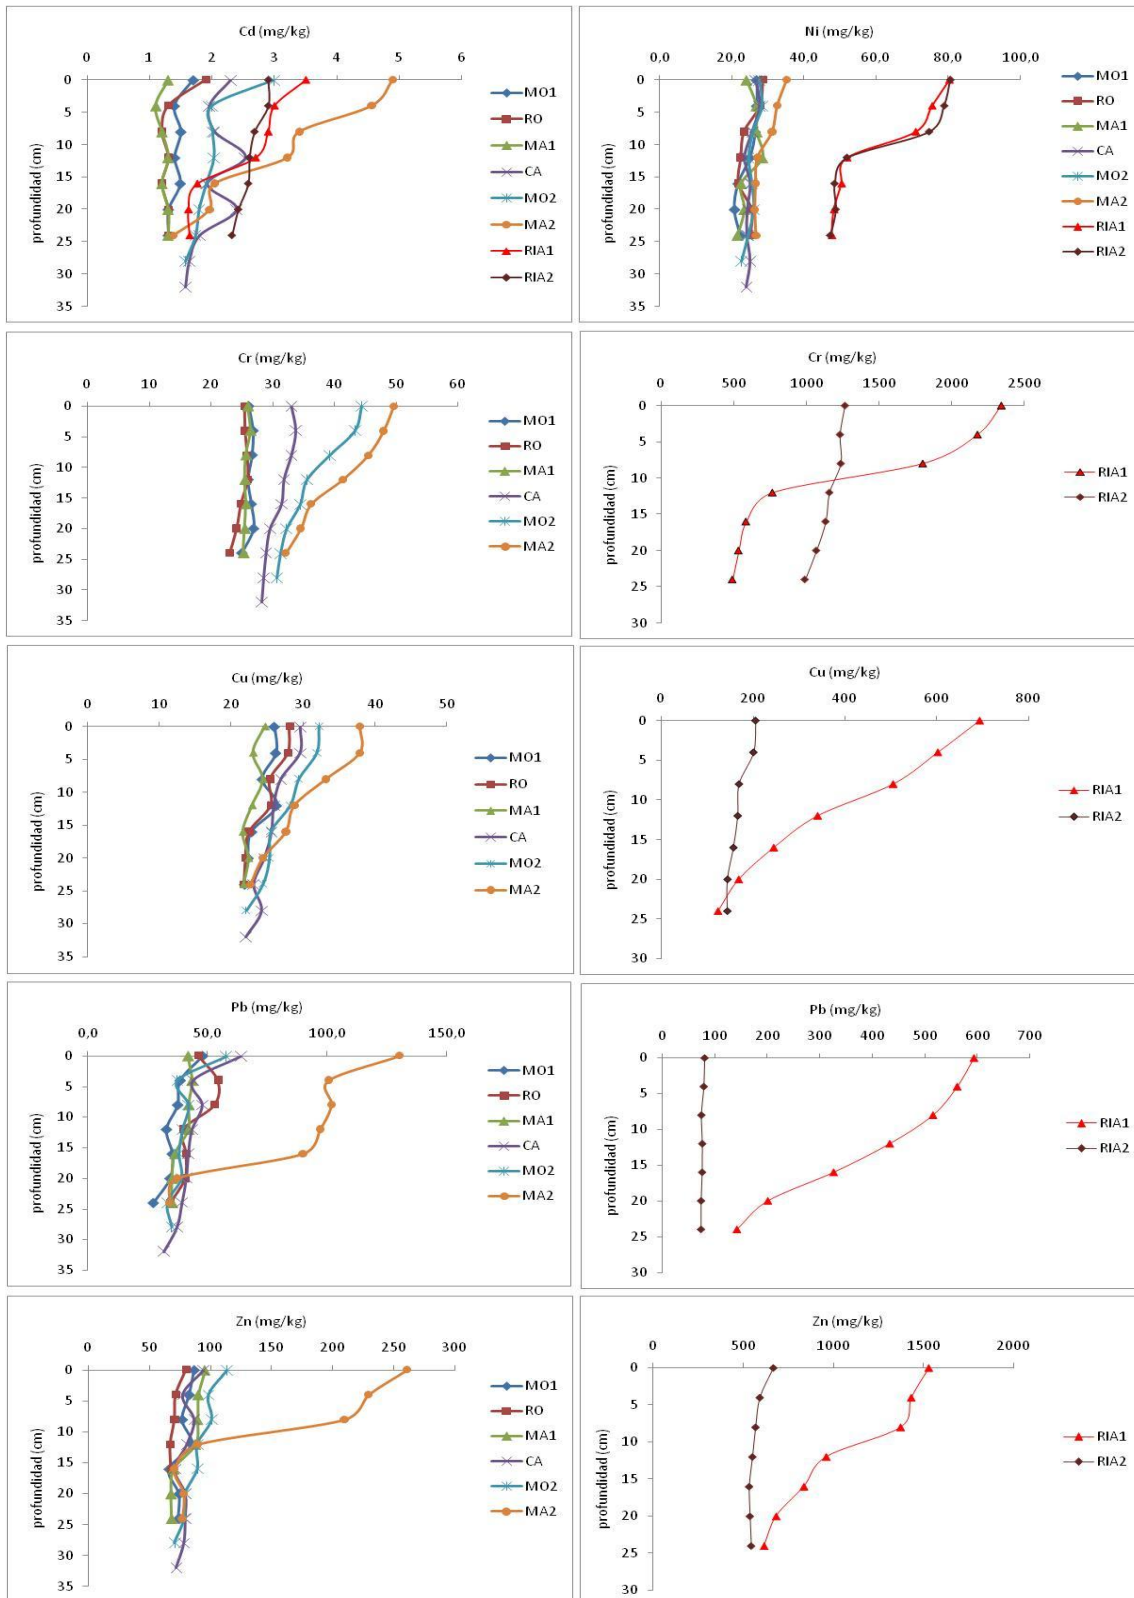 Cd (mg/kg)
0 1 2 3 4 5 6
profundidad (cm)
0
5
10
15
20
25
30
35
MO1
RO
MA1
CA
MO2
MA2
RIA1
RIA2
Ni (mg/kg)
0,0 20,0 40,0 60,0 80,0 100,0
profundidad (cm)
0
5
10
15
20
25
30
35
MO1
RO
MA1
CA
MO2
MA2
RIA1
RIA2
Cr (mg/kg)
0 10 20 30 40 50 60
profundidad (cm)
0
5
10
15
20
25
30
35
MO1
RO
MA1
CA
MO2
MA2
Cr (mg/kg)
0 500 1000 1500 2000 2500
profundidad (cm)
0
5
10
15
20
25
30
RIA1
RIA2
Cu (mg/kg)
0 10 20 30 40 50
profundidad (cm)
0
5
10
15
20
25
30
35
MO1
RO
MA1
CA
MO2
MA2
Cu (mg/kg)
0 200 400 600 800
profundidad (cm)
0
5
10
15
20
25
30
RIA1
RIA2
Pb (mg/kg)
0,0 50,0 100,0 150,0
profundidad (cm)
0
5
10
15
20
25
30
35
MO1
RO
MA1
CA
MO2
MA2
Pb (mg/kg)
0 100 200 300 400 500 600 700
profundidad (cm)
0
5
10
15
20
25
30
RIA1
RIA2
Zn (mg/kg)
0 50 100 150 200 250 300
profundidad (cm)
0
5
10
15
20
25
30
35
MO1
RO
MA1
CA
MO2
MA2
Zn (mg/kg)
0 500 1000 1500 2000
profundidad (cm)
0
5
10
15
20
25
30
RIA1
RIA2